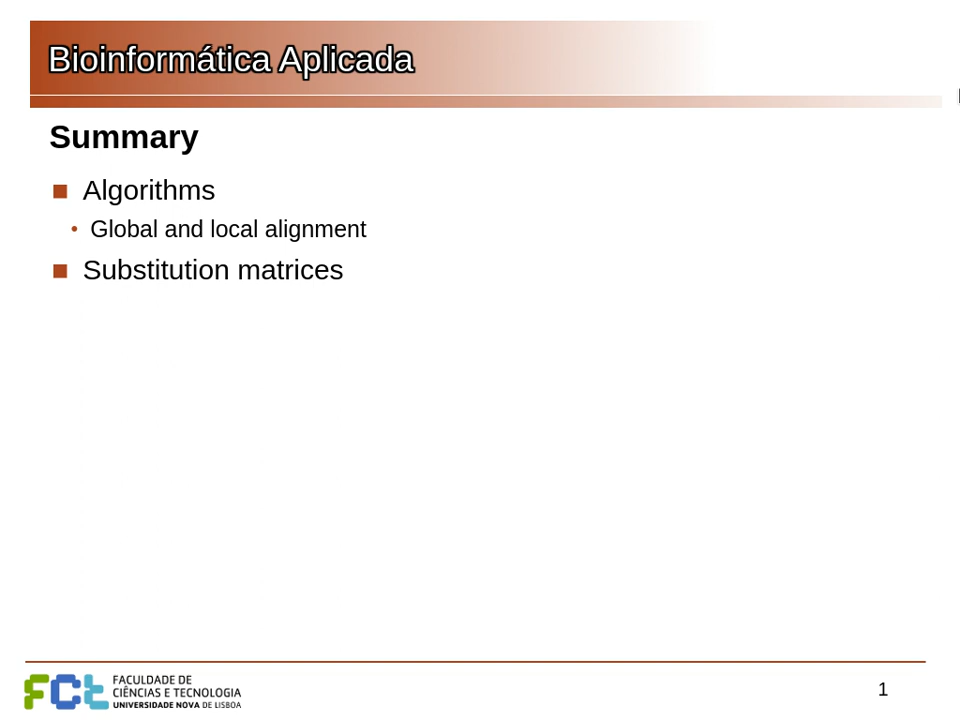 Bioinformática Aplicada
Summary
Algorithms
Global and local alignment
Substitution matrices
FCt
FACULDADE DE
CIÊNCIAS E TECNOLOGIA
UNIVERSIDADE NOVA DE LISBOA
1